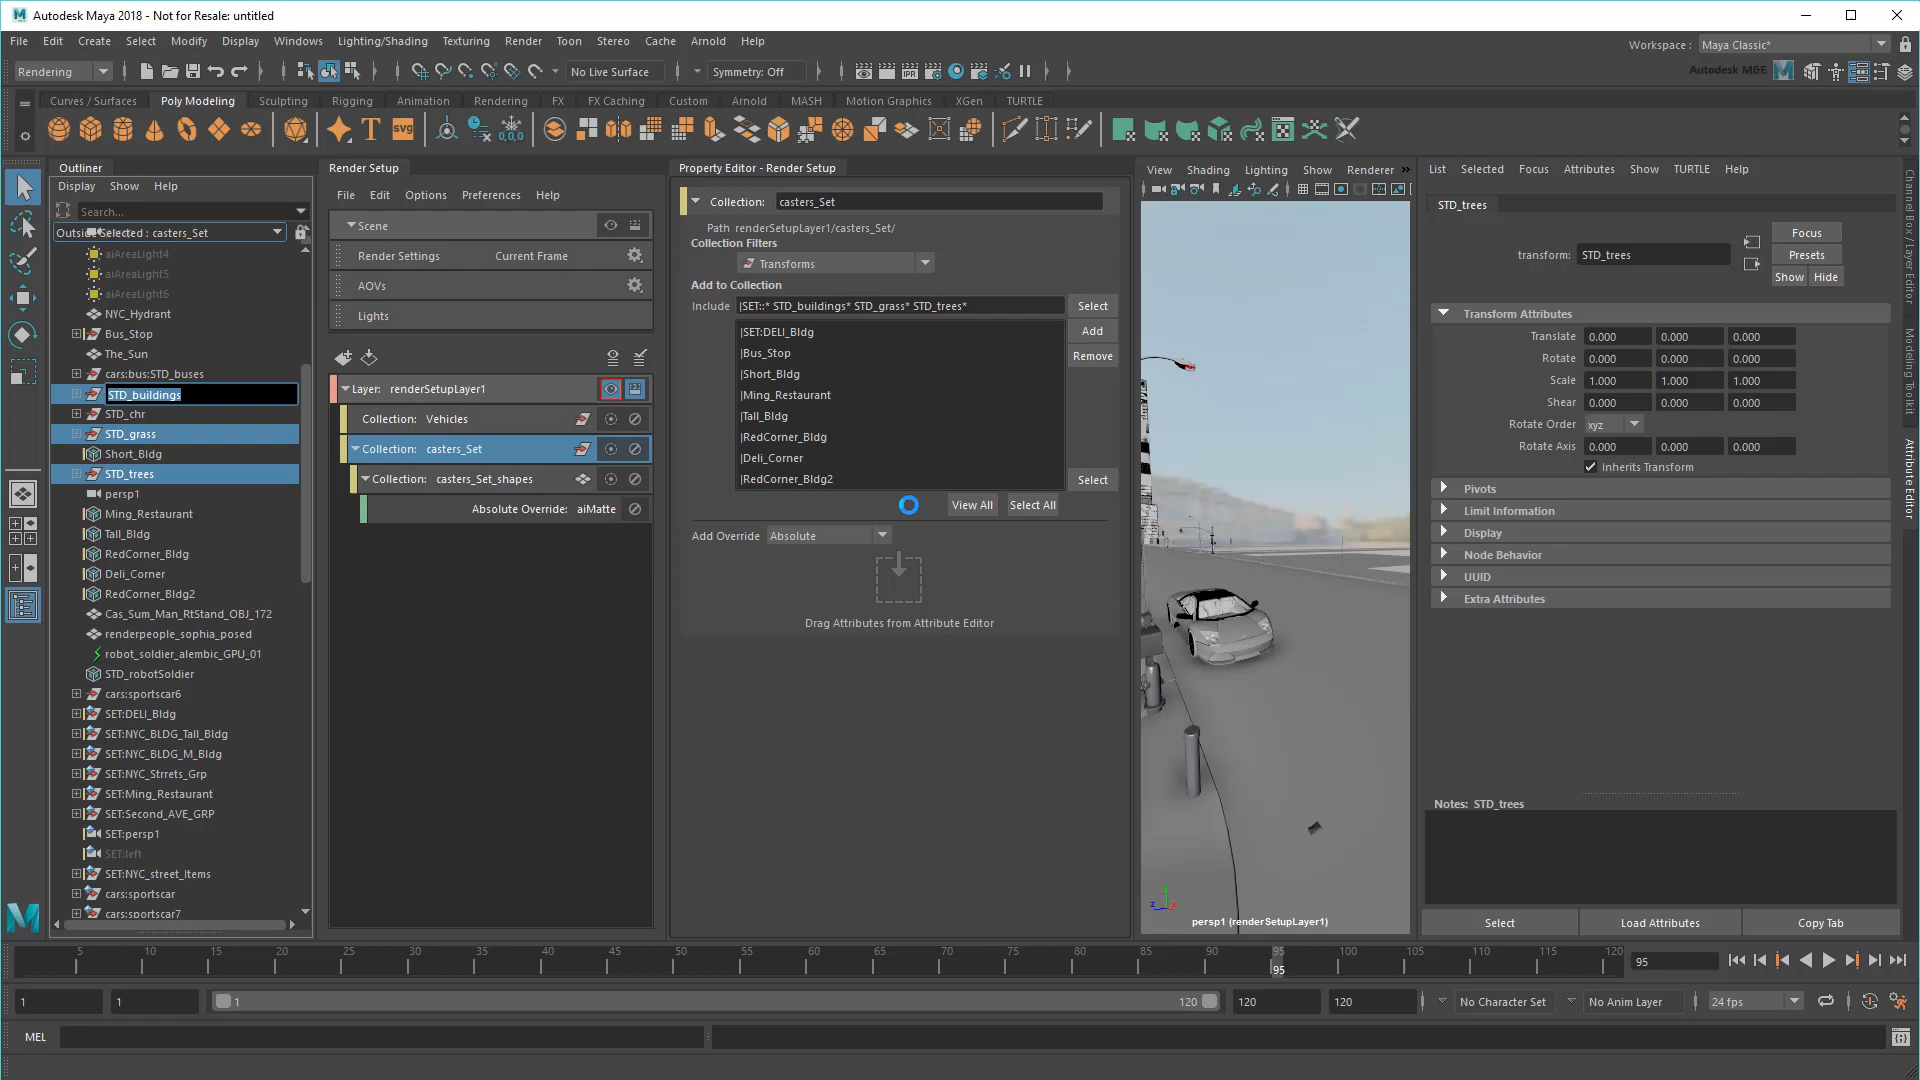 Autodesk Maya 2018 - Not for Resale: untitled
File Edit Create Select Modify Display Windows Lighting/Shading Texturing Render Toon Stereo Cache Arnold Help
Workspace : Maya Classic*
Rendering No Live Surface Symmetry: Off IPR Autodesk M&E
Curves / Surfaces Poly Modeling Sculpting Rigging Animation Rendering FX FX Caching Custom Arnold MASH Motion Graphics XGen TURTLE
T SVG 0,0,0
Outliner
Display Show Help
Search...
Selected : casters_Set
aiAreaLight4
aiAreaLight5
aiAreaLight6
NYC_Hydrant
Bus_Stop
The_Sun
cars:bus:STD_buses
STD_buildings
STD_chr
STD_grass
Short_Bldg
STD_trees
persp1
Ming_Restaurant
Tall_Bldg
RedCorner_Bldg
Deli_Corner
RedCorner_Bldg2
Cas_Sum_Man_RtStand_OBJ_172
renderpeople_sophia_posed
robot_soldier_alembic_GPU_01
STD_robotSoldier
cars:sportscar6
SET:DELI_Bldg
SET:NYC_BLDG_Tall_Bldg
SET:NYC_BLDG_M_Bldg
SET:NYC_Strrets_Grp
SET:Ming_Restaurant
SET:Second_AVE_GRP
SET:persp1
SET:left
SET:NYC_street_Items
cars:sportscar
cars:sportscar7
Render Setup
File Edit Options Preferences Help
Scene
Render Settings Current Frame
AOVs
Lights
Layer: renderSetupLayer1
Collection: Vehicles
Collection: casters_Set
Collection: casters_Set_shapes
Absolute Override: aiMatte
Property Editor - Render Setup
Collection: casters_Set
Path renderSetupLayer1/casters_Set/
Collection Filters
Transforms
Add to Collection
Include |SET::* STD_buildings* STD_grass* STD_trees* Select
|SET:DELI_Bldg Add
|Bus_Stop Remove
|Short_Bldg
|Ming_Restaurant
|Tall_Bldg
|RedCorner_Bldg
|Deli_Corner
|RedCorner_Bldg2 Select
View All Select All
Add Override Absolute
Drag Attributes from Attribute Editor
View Shading Lighting Show Renderer »
persp1 (renderSetupLayer1)
List Selected Focus Attributes Show TURTLE Help
STD_trees
Focus
transform: STD_trees Presets
Show Hide
Transform Attributes
Translate 0.000 0.000 0.000
Rotate 0.000 0.000 0.000
Scale 1.000 1.000 1.000
Shear 0.000 0.000 0.000
Rotate Order xyz
Rotate Axis 0.000 0.000 0.000
Inherits Transform
Pivots
Limit Information
Display
Node Behavior
UUID
Extra Attributes
Notes: STD_trees
Select Load Attributes Copy Tab
Channel Box / Layer Editor
Modeling Toolkit
Attribute Editor
5 10 15 20 25 30 35 40 45 50 55 60 65 70 75 80 85 90 95 100 105 110 115 120
95
95
1 1 1 120 120 120 No Character Set No Anim Layer 24 fps
MEL